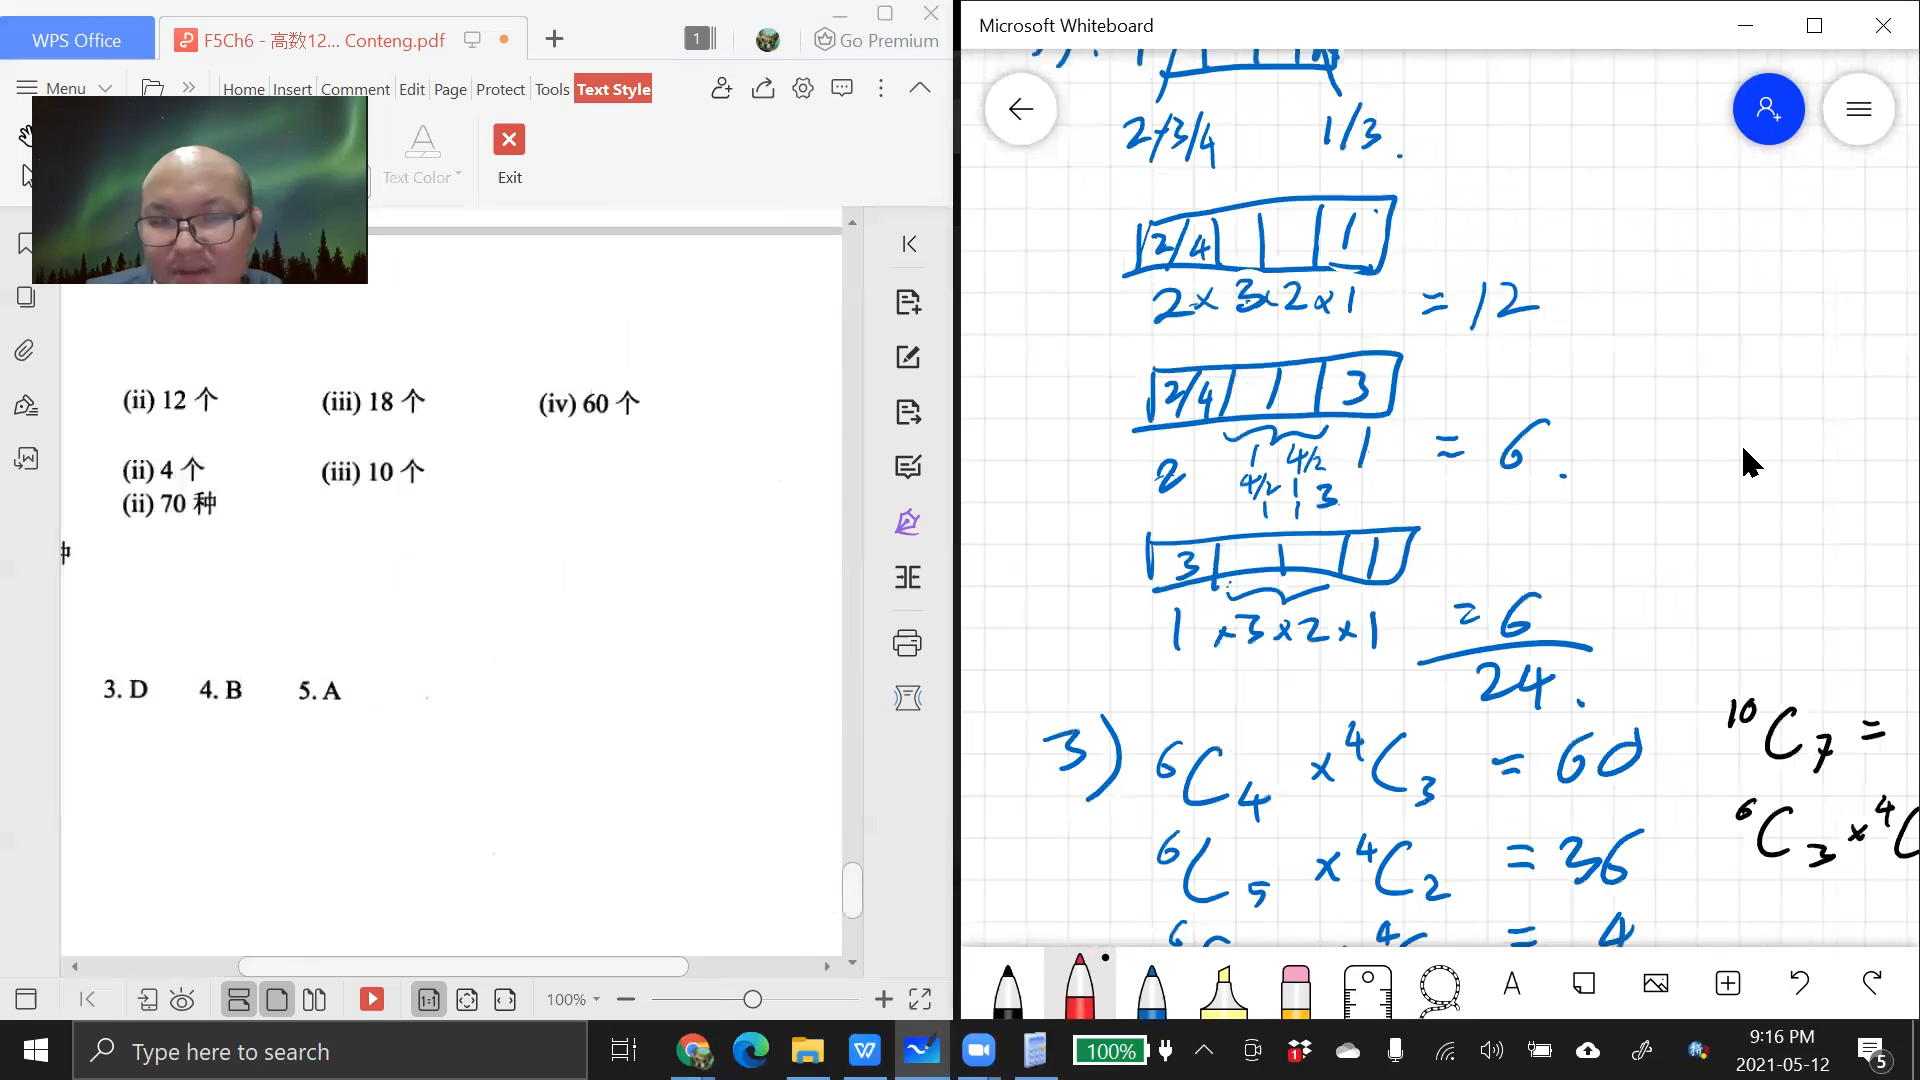 WPS Office
F5Ch6 - 高数12... Conteng.pdf
1
Go Premium
Menu
Home Insert Comment Edit Page Protect Tools Text Style
Text Color
Exit
(ii) 12 个 (iii) 18 个 (iv) 60 个
(ii) 4 个 (iii) 10 个
(ii) 70 种
3. D 4. B 5. A
100%
Microsoft Whiteboard
2/3/4 1/3.
2/4 1
2 x 3 x 2 x 1 = 12
2/4 3
2 1 4/2 1 = 6.
4/2 1
1 1 3
3 1
1 x 3 x 2 x 1 = 6
24.
3) ⁶C₄ x ⁴C₃ = 60
⁶C₅ x ⁴C₂ = 36
= 4
¹⁰C₇ =
⁶C₃ x ⁴C
Type here to search
100%
9:16 PM
2021-05-12
5